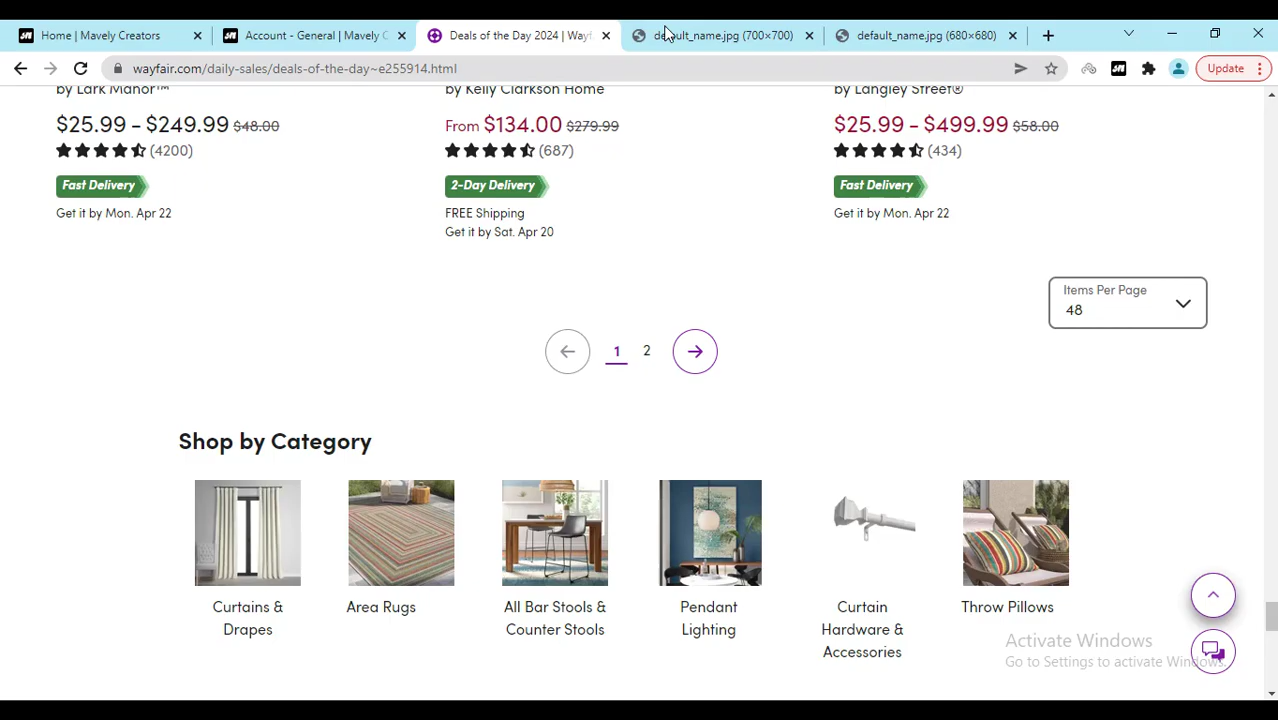 Home | Mavely Creators
Account - General | Mavely C
Deals of the Day 2024 | Wayf
default_name.jpg (700×700)
default_name.jpg (680×680)
wayfair.com/daily-sales/deals-of-the-day~e255914.html
Update
by Lark Manor™
by Kelly Clarkson Home
by Langley Street®
$25.99 - $249.99 $48.00
From $134.00 $279.99
$25.99 - $499.99 $58.00
(4200)
(687)
(434)
Fast Delivery
2-Day Delivery
Fast Delivery
Get it by Mon. Apr 22
FREE Shipping
Get it by Sat. Apr 20
Get it by Mon. Apr 22
Items Per Page
48
1 2
Shop by Category
Curtains &
Drapes
Area Rugs
All Bar Stools &
Counter Stools
Pendant
Lighting
Curtain
Hardware &
Accessories
Throw Pillows
Activate Windows
Go to Settings to activate Windows.